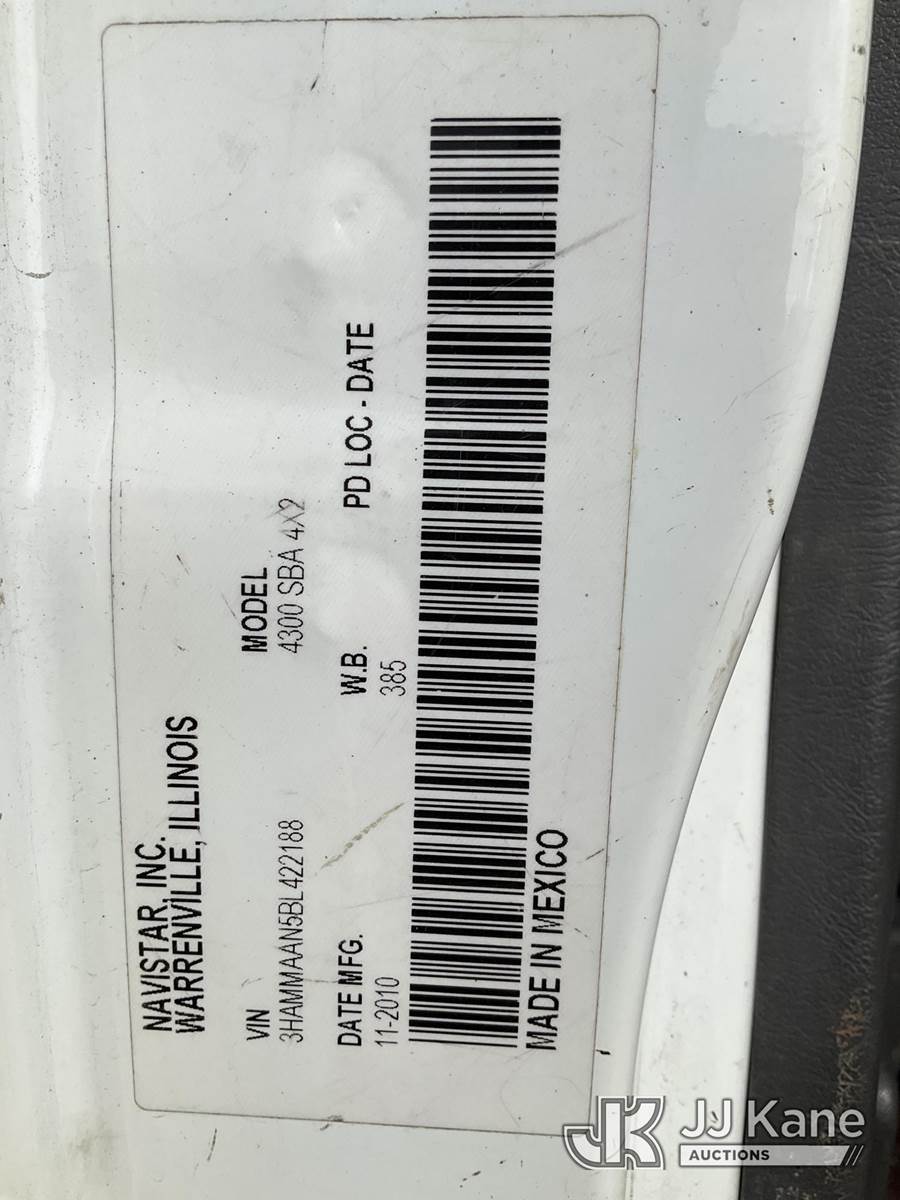 NAVISTAR, INC.
WARRENVILLE, ILLINOIS
VIN MODEL
3HAMMAAN5BL422188 4300 SBA 4X2
DATE MFG. W.B. PD LOC - DATE
11-2010 385
MADE IN MEXICO
JK JJ Kane
AUCTIONS